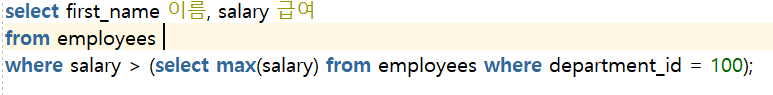 select first_name 이름, salary 급여
from employees
where salary > (select max(salary) from employees where department_id = 100);